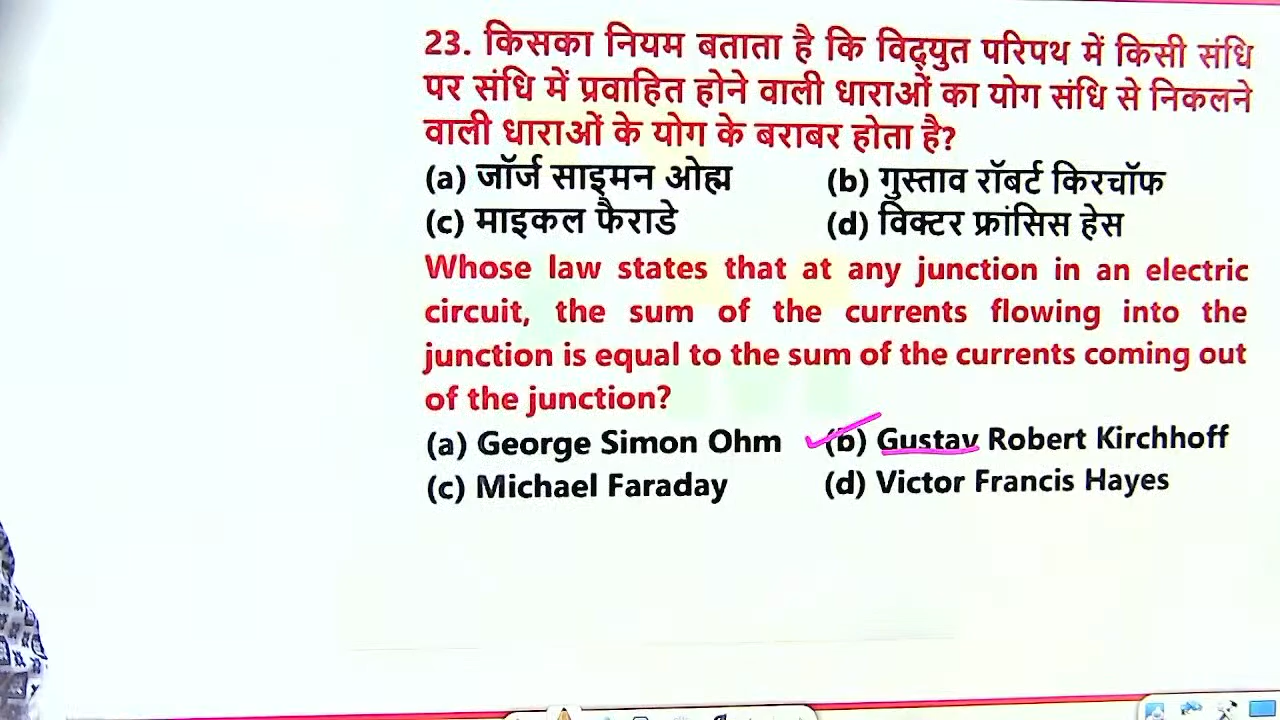 23. किसका नियम बताता है कि विद्युत परिपथ में किसी संधि
पर संधि में प्रवाहित होने वाली धाराओं का योग संधि से निकलने
वाली धाराओं के योग के बराबर होता है?
(a) जॉर्ज साइमन ओह्म (b) गुस्ताव रॉबर्ट किरचॉफ
(c) माइकल फैराडे (d) विक्टर फ्रांसिस हेस
Whose law states that at any junction in an electric
circuit, the sum of the currents flowing into the
junction is equal to the sum of the currents coming out
of the junction?
(a) George Simon Ohm (b) Gustav Robert Kirchhoff
(c) Michael Faraday (d) Victor Francis Hayes